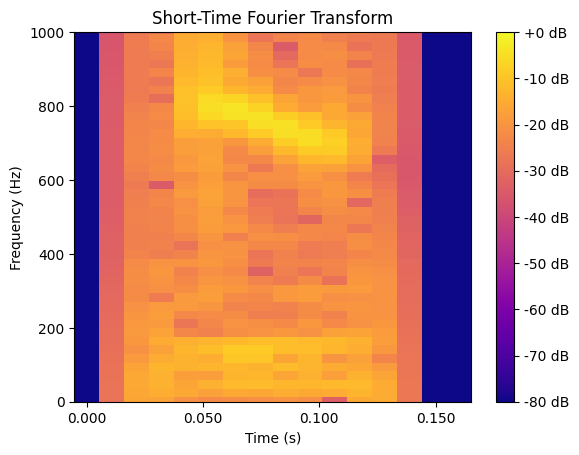 Short-Time Fourier Transform
Frequency (Hz)
1000
800
600
400
200
0
0.000
0.050
0.100
0.150
Time (s)
+0 dB
-10 dB
-20 dB
-30 dB
-40 dB
-50 dB
-60 dB
-70 dB
-80 dB